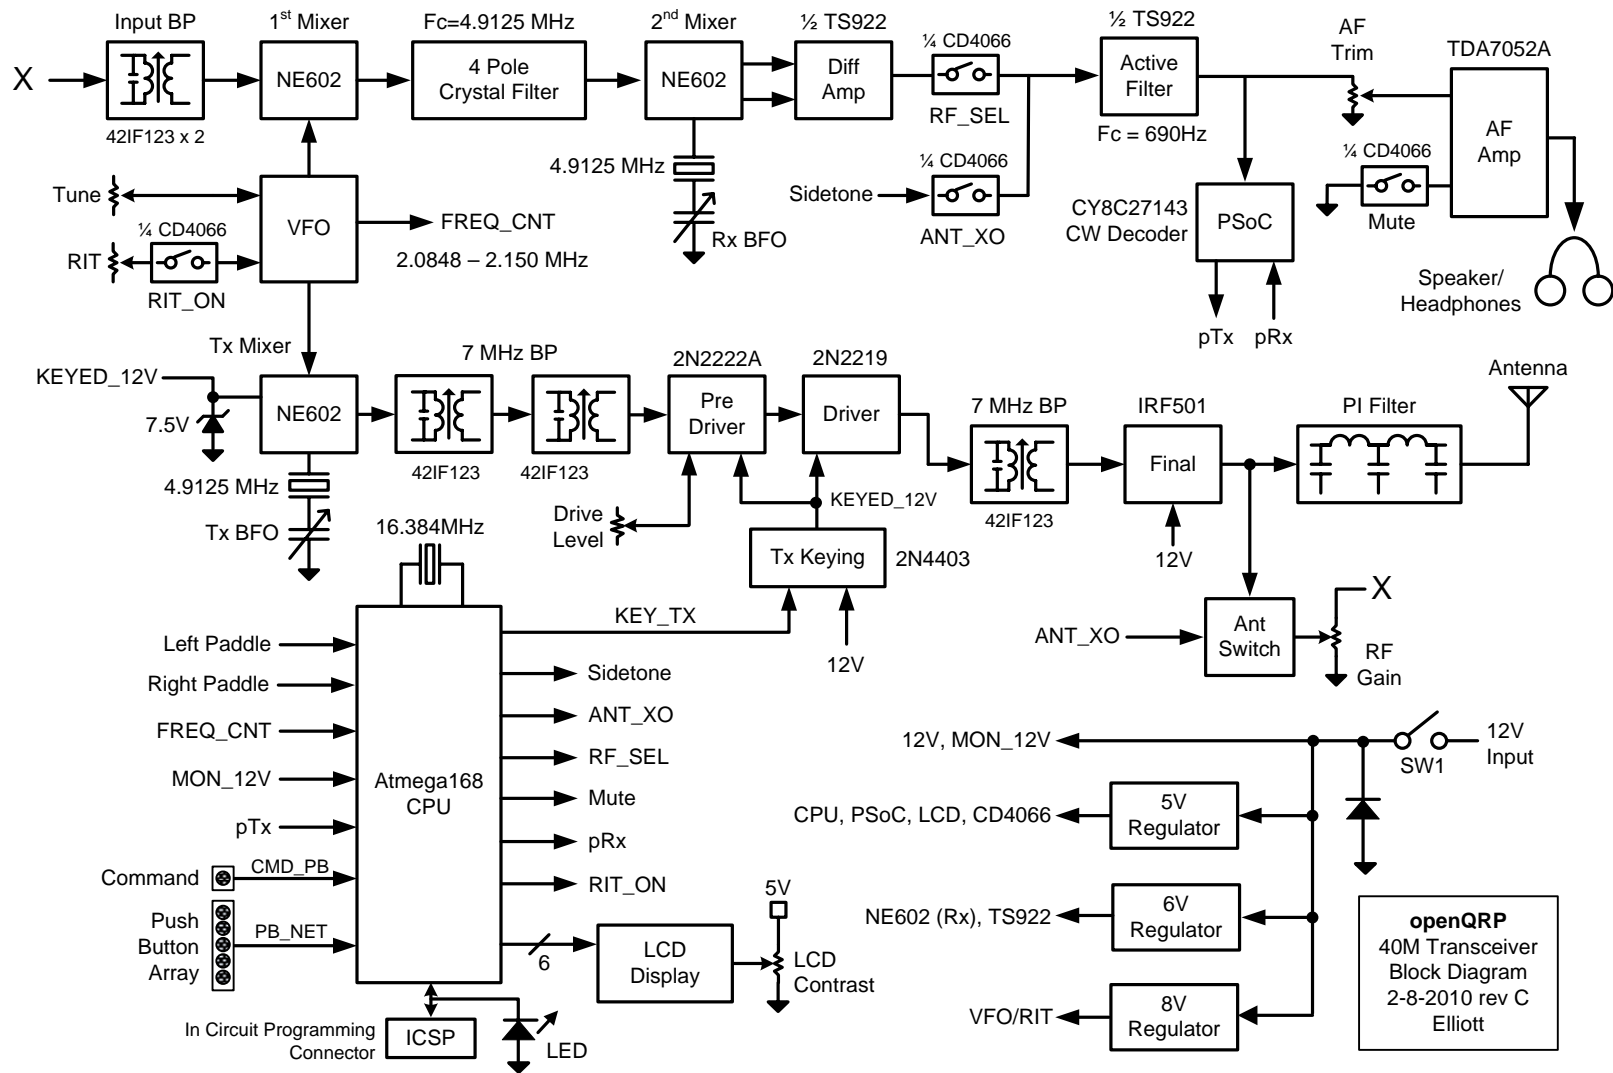 Input BP
1st Mixer
Fc=4.9125 MHz
2nd Mixer
½ TS922
¼ CD4066
½ TS922
AF
Trim
TDA7052A
X
NE602
4 Pole
Crystal Filter
NE602
Diff
Amp
RF_SEL
Active
Filter
Fc = 690Hz
AF
Amp
42IF123 x 2
4.9125 MHz
¼ CD4066
Sidetone
ANT_XO
¼ CD4066
Mute
Tune
VFO
FREQ_CNT
2.0848 – 2.150 MHz
Rx BFO
CY8C27143
CW Decoder
PSoC
¼ CD4066
RIT
RIT_ON
Speaker/
Headphones
pTx
pRx
Tx Mixer
7 MHz BP
2N2222A
2N2219
Antenna
KEYED_12V
NE602
7.5V
Pre
Driver
Driver
7 MHz BP
IRF501
PI Filter
42IF123
42IF123
Final
4.9125 MHz
Tx BFO
Drive
Level
KEYED_12V
42IF123
12V
16.384MHz
Tx Keying
2N4403
X
KEY_TX
12V
ANT_XO
Ant
Switch
RF
Gain
Left Paddle
Right Paddle
FREQ_CNT
MON_12V
pTx
Command
CMD_PB
Push
Button
Array
PB_NET
Atmega168
CPU
Sidetone
ANT_XO
RF_SEL
Mute
pRx
RIT_ON
6
LCD
Display
5V
LCD
Contrast
In Circuit Programming
Connector
ICSP
LED
12V, MON_12V
SW1
12V
Input
CPU, PSoC, LCD, CD4066
5V
Regulator
NE602 (Rx), TS922
6V
Regulator
VFO/RIT
8V
Regulator
openQRP
40M Transceiver
Block Diagram
2-8-2010 rev C
Elliott